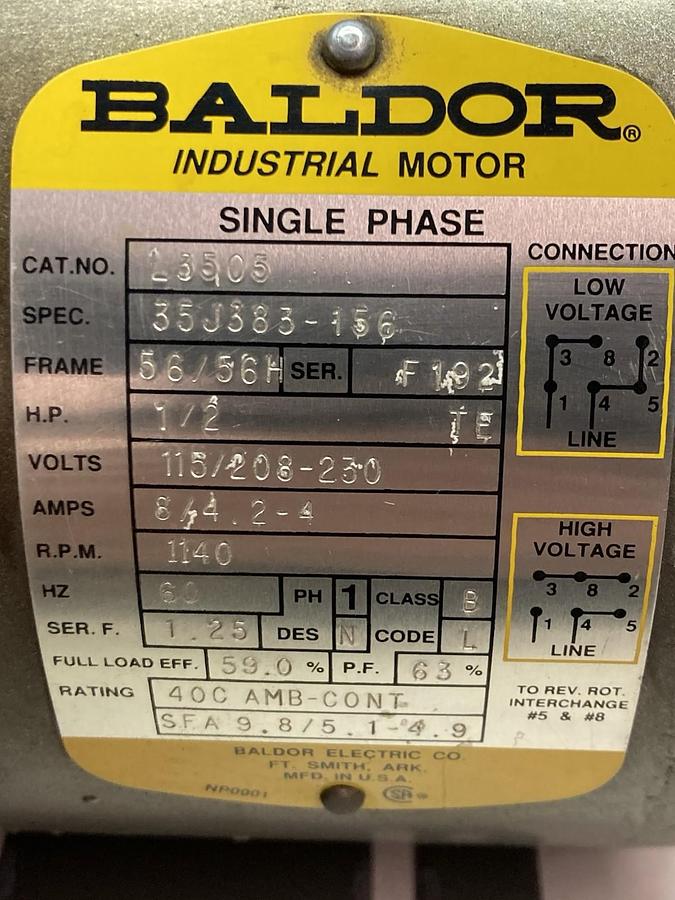 BALDOR®
INDUSTRIAL MOTOR
SINGLE PHASE
CAT.NO. L3505
SPEC. 35J383-156
FRAME 56/56H SER. F192
H.P. 1/2 TE
VOLTS 115/208-230
AMPS 8/4.2-4
R.P.M. 1140
HZ 60 PH 1 CLASS B
SER. F. 1.25 DES N CODE L
FULL LOAD EFF. 59.0 % P.F. 63 %
RATING 40C AMB-CONT
SFA 9.8/5.1-4.9
CONNECTION
LOW
VOLTAGE
3 8 2
1 4 5
LINE
HIGH
VOLTAGE
3 8 2
1 4 5
LINE
TO REV. ROT.
INTERCHANGE
#5 & #8
BALDOR ELECTRIC CO.
FT. SMITH, ARK.
MFD. IN U.S.A.
NP0001
SA